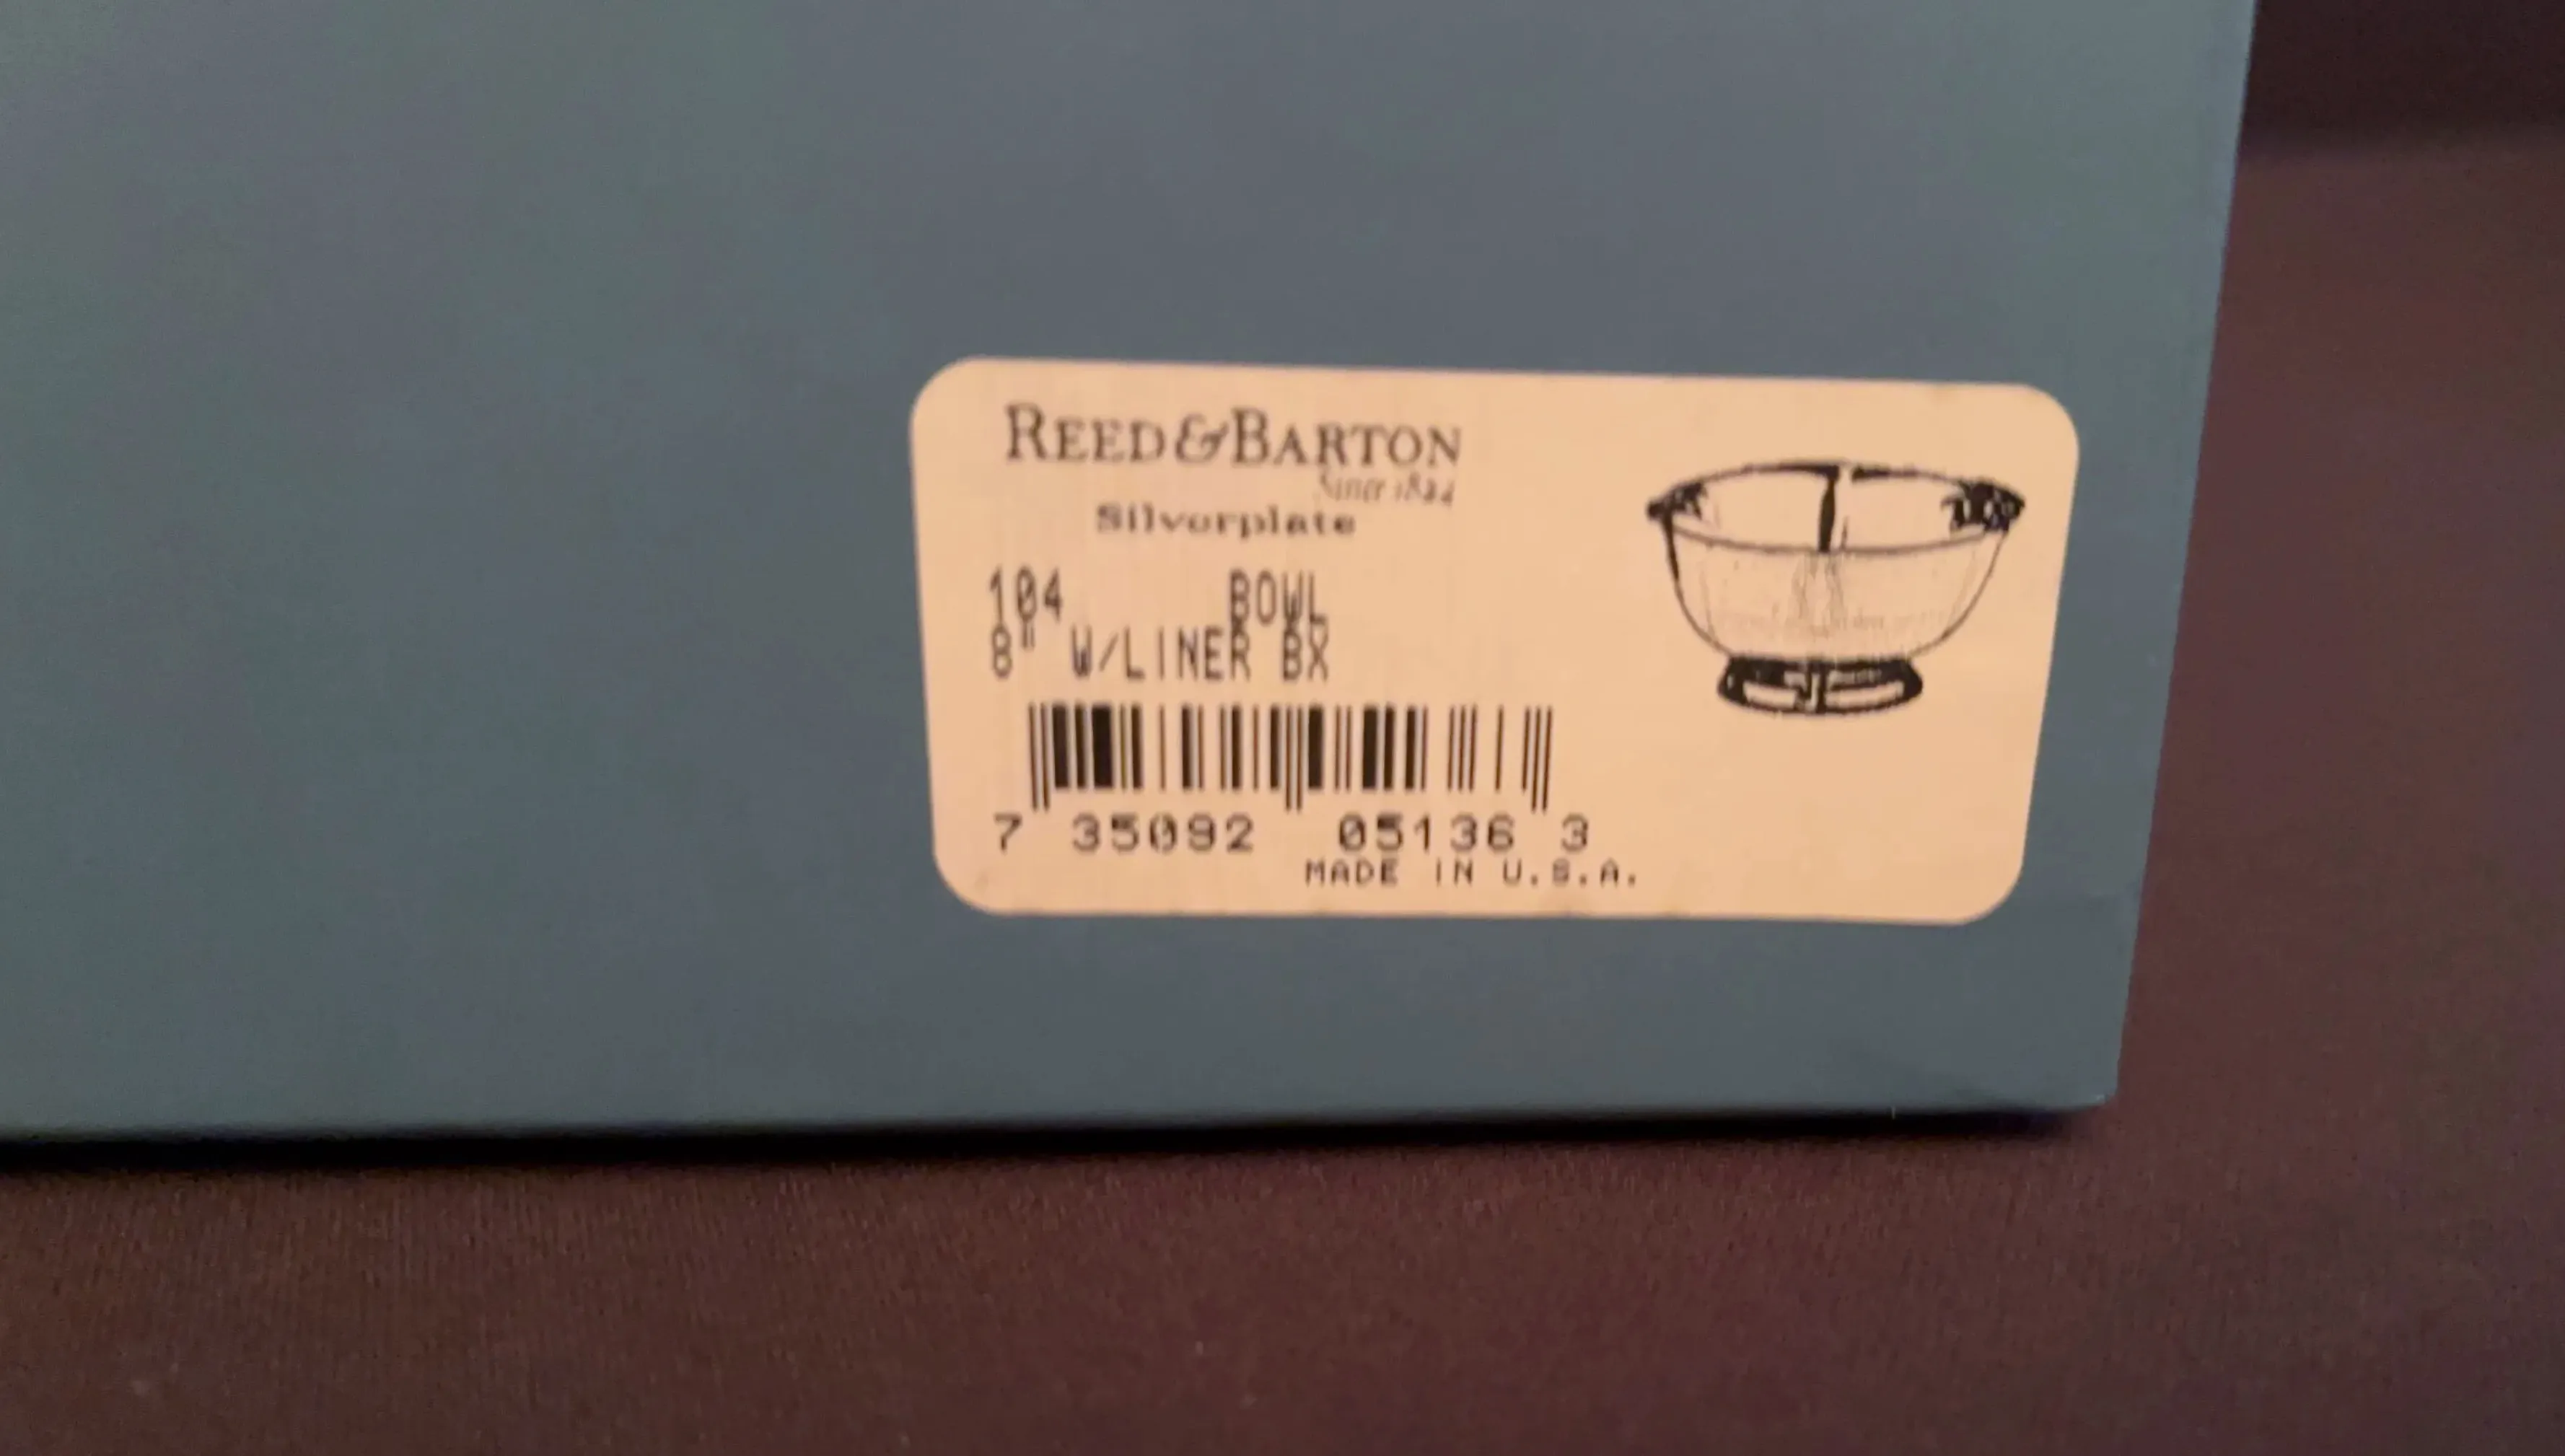 REED & BARTON
Since 1824
Silverplate
104 BOWL
8" W/LINER BX
7 35092 05136 3
MADE IN U.S.A.